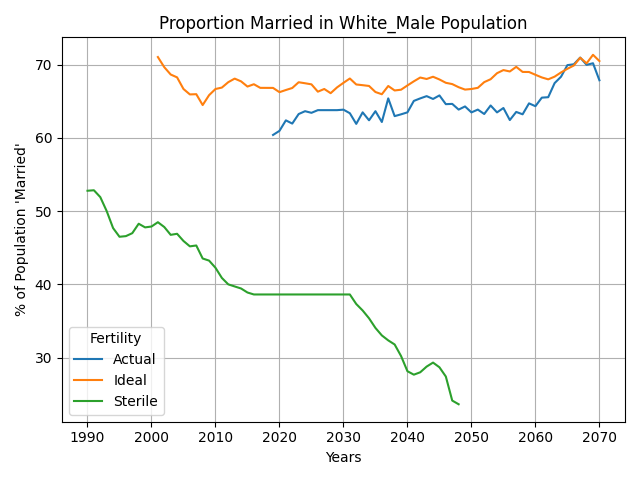 Proportion Married in White_Male Population
% of Population 'Married'
70
60
50
40
30
Fertility
Actual
Ideal
Sterile
1990 2000 2010 2020 2030 2040 2050 2060 2070
Years